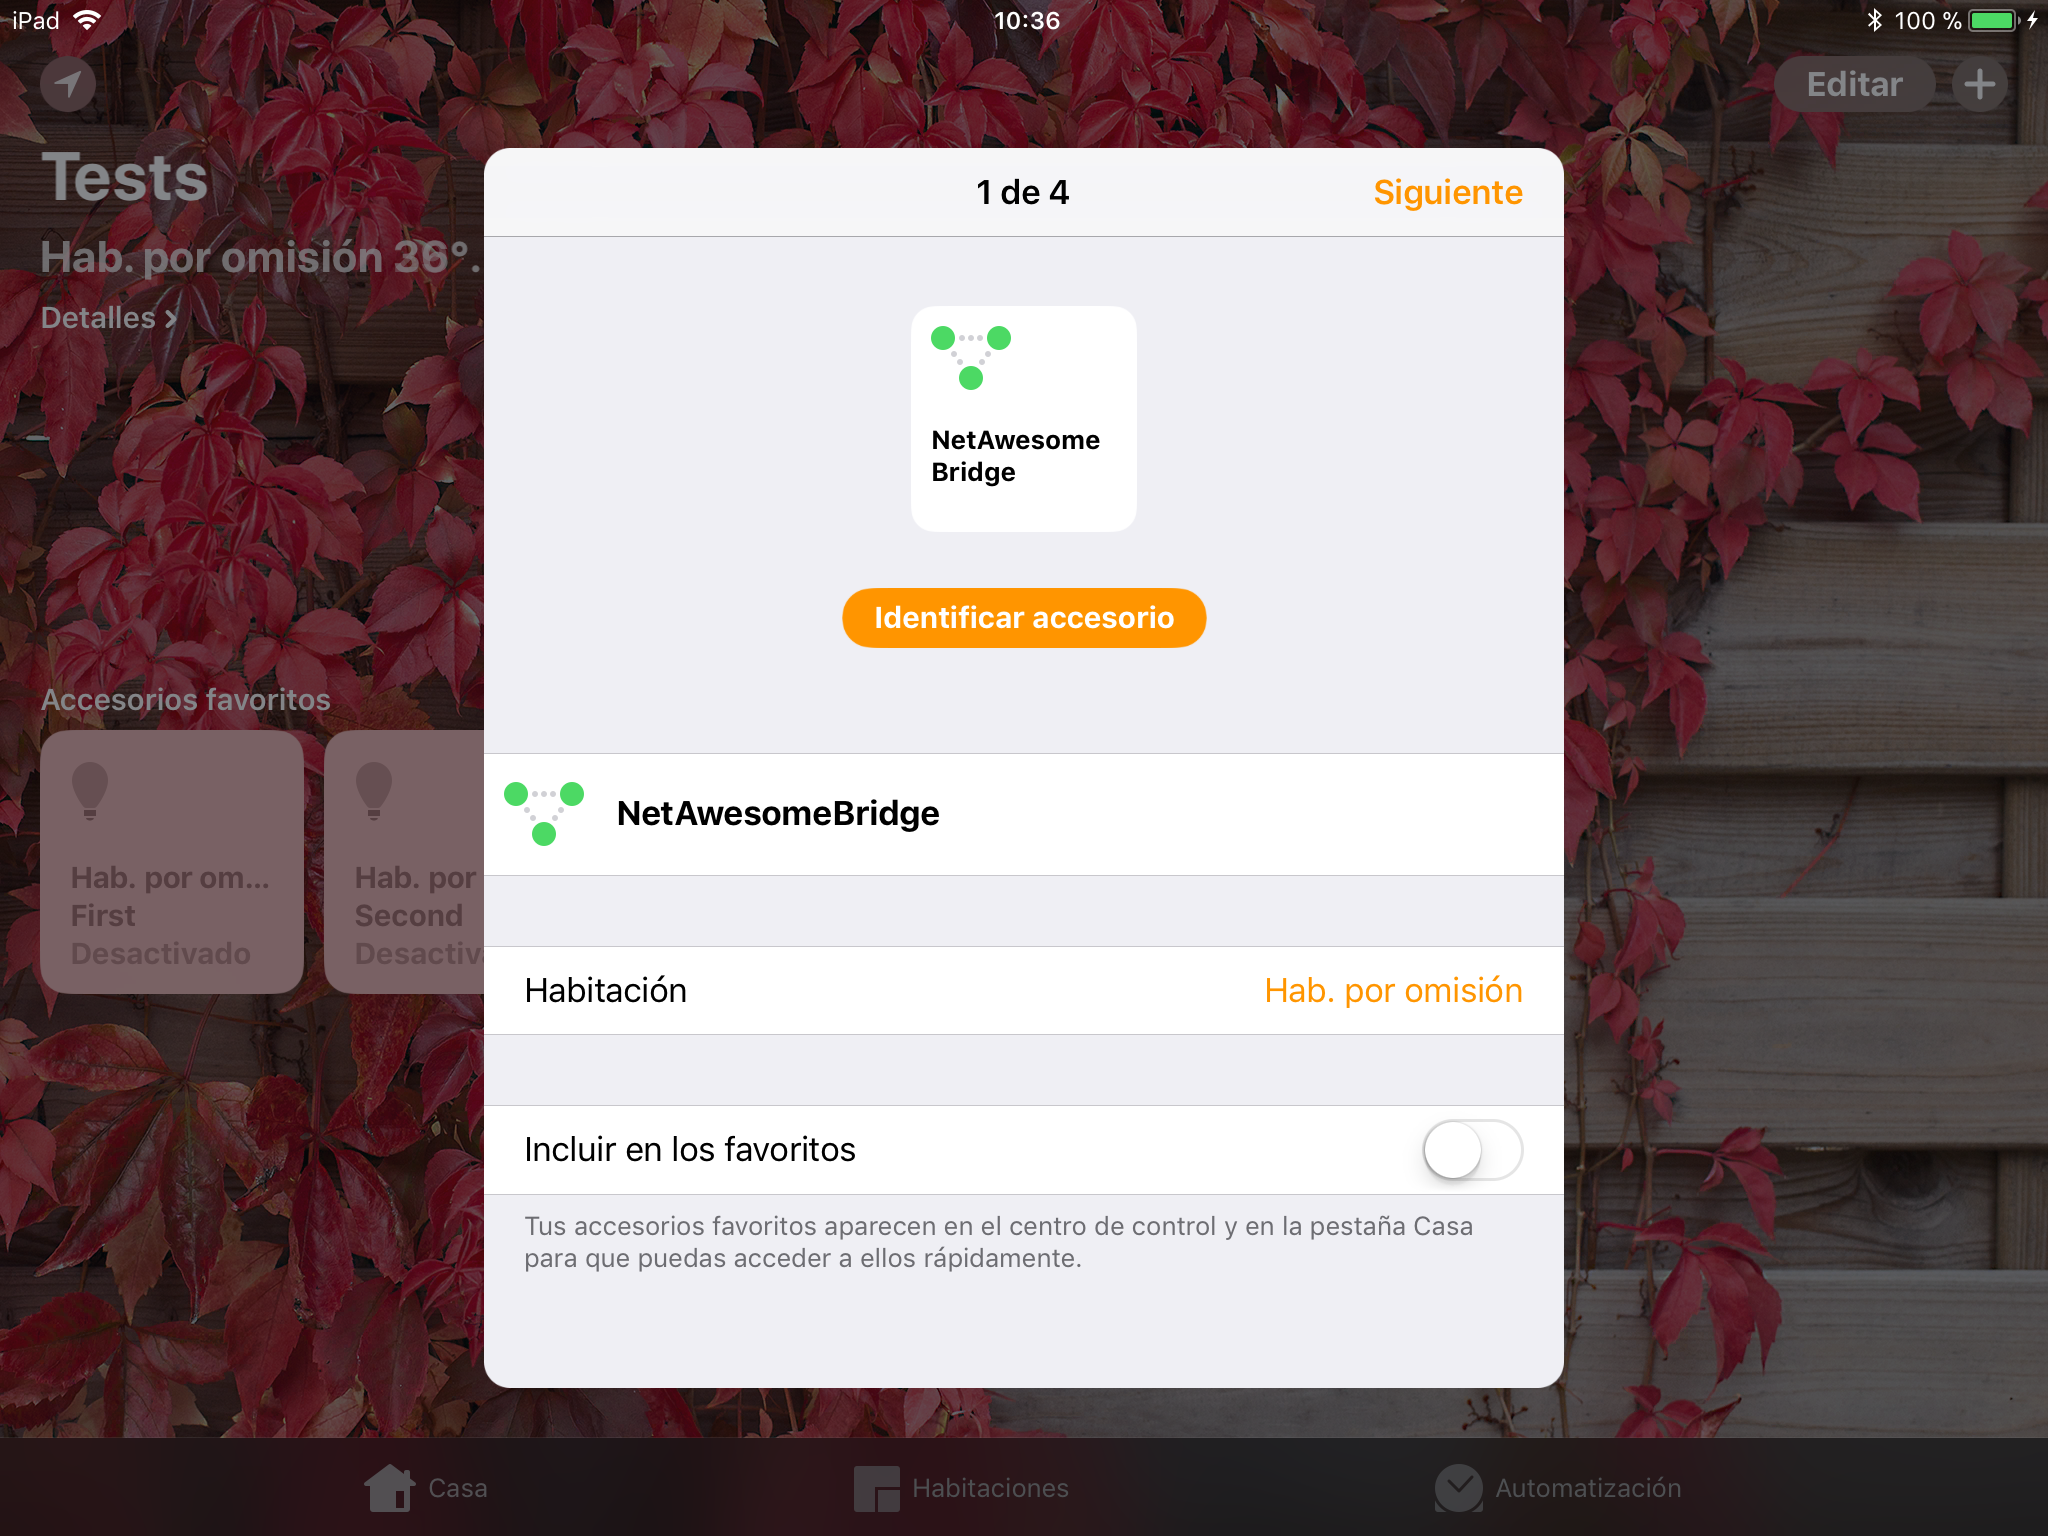 iPad
10:36
100 %
Editar
Tests
Hab. por omisión 36°.
Detalles
1 de 4
Siguiente
NetAwesome
Bridge
Identificar accesorio
Accesorios favoritos
Hab. por om...
First
Desactivado
Hab. por
Second
Desactiv
NetAwesomeBridge
Habitación
Hab. por omisión
Incluir en los favoritos
Tus accesorios favoritos aparecen en el centro de control y en la pestaña Casa
para que puedas acceder a ellos rápidamente.
Casa
Habitaciones
Automatización